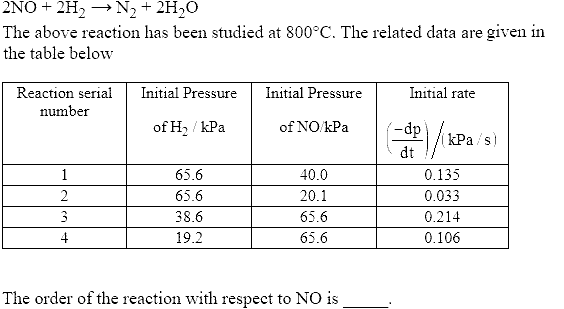 2NO + 2H₂ → N₂ + 2H₂O
The above reaction has been studied at 800°C. The related data are given in
the table below
Reaction serial number Initial Pressure of H₂ / kPa Initial Pressure of NO/kPa Initial rate (-dp/dt)/(kPa/s)
1 65.6 40.0 0.135
2 65.6 20.1 0.033
3 38.6 65.6 0.214
4 19.2 65.6 0.106
The order of the reaction with respect to NO is _____.